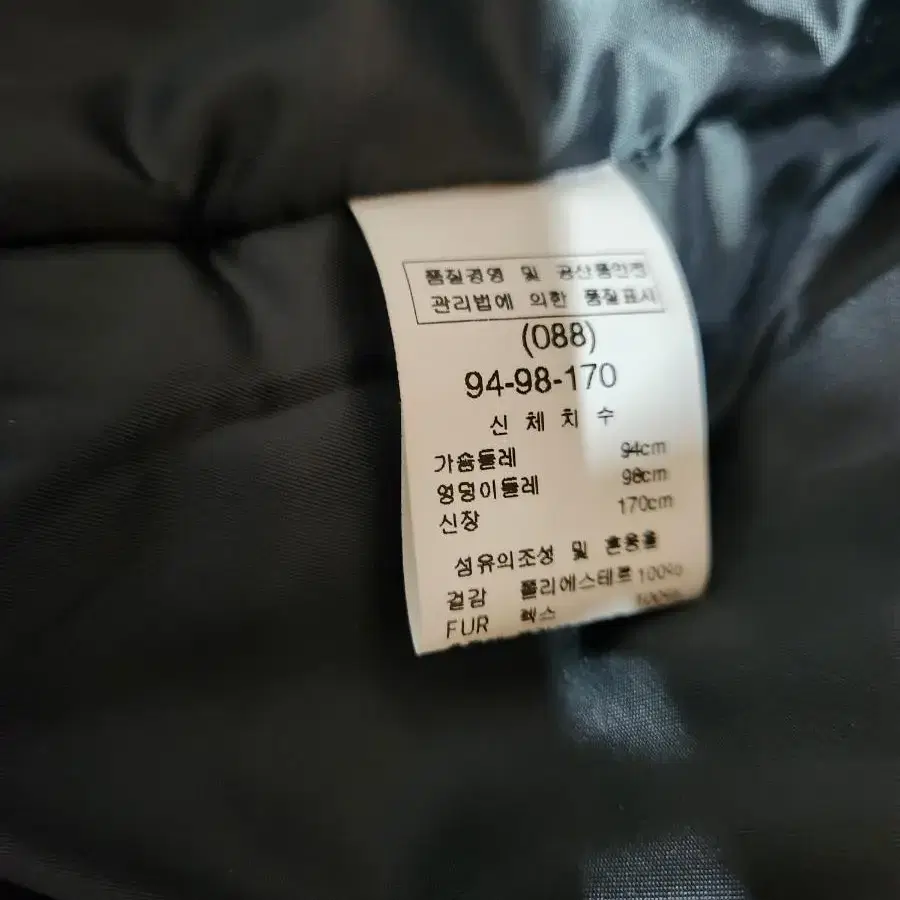 품질경영 및 공산품안전
관리법에 의한 품질표시
(088)
94-98-170
신 체 치 수
가슴둘레 94cm
엉덩이둘레 98cm
신장 170cm
섬유의조성 및 혼용율
겉감 폴리에스테르 100%
FUR 렉스 100%